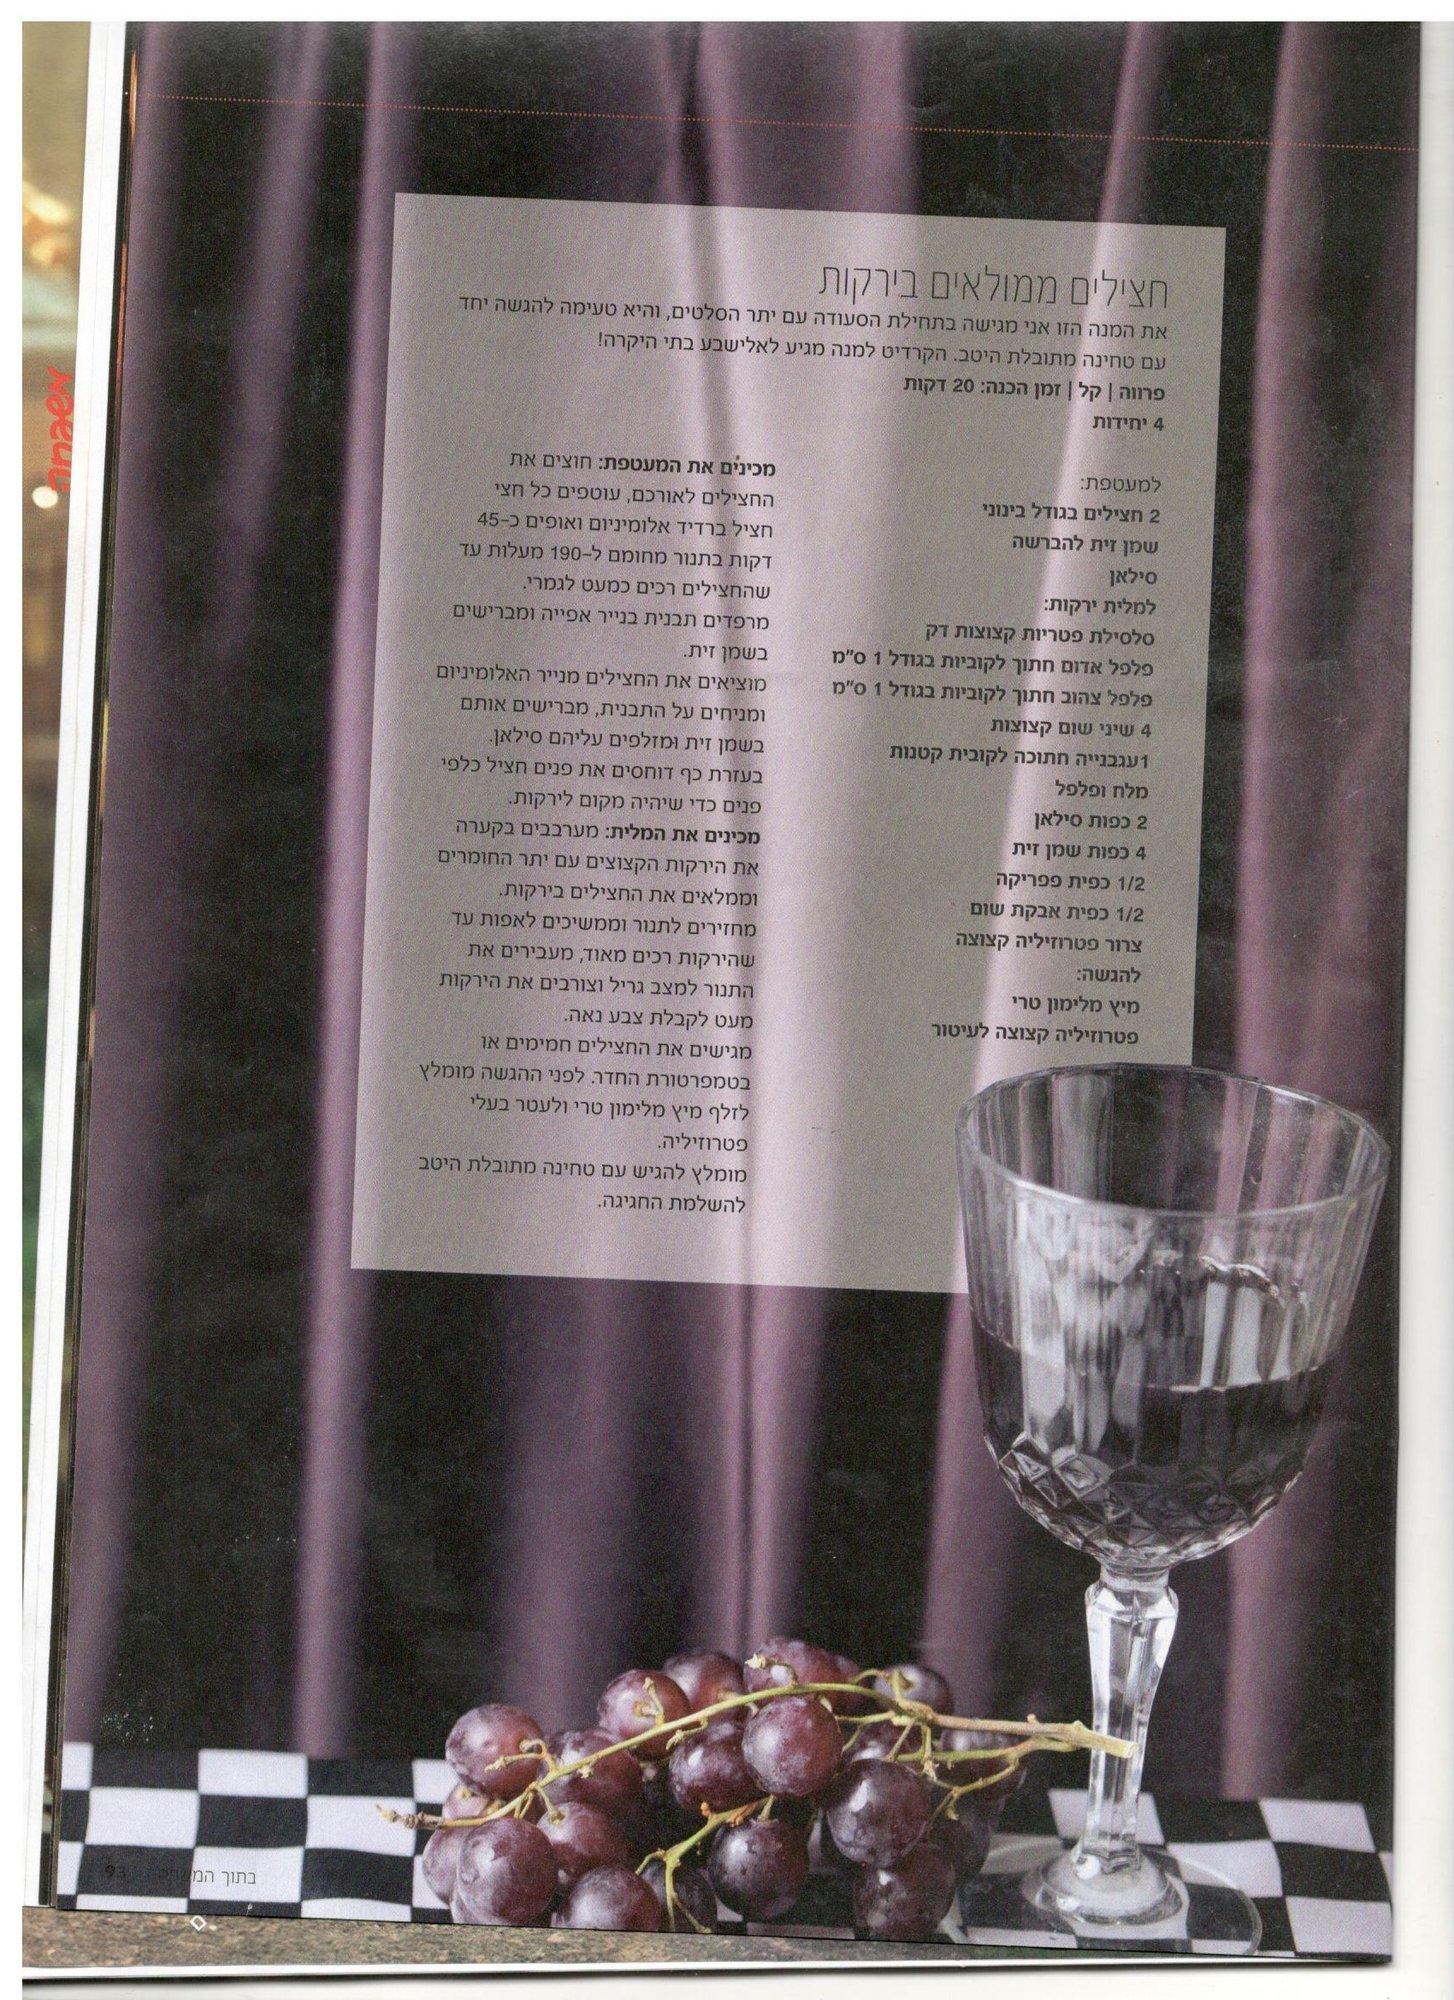 חצילים ממולאים בירקות
את המנה הזו אני מגישה בתחילת הסעודה עם יתר הסלטים, והיא טעימה להגשה יחד
עם טחינה מתובלת היטב. הקרדיט למנה מגיע לאלישבע בתי היקרה!
פרווה | קל | זמן הכנה: 20 דקות
4 יחידות
למעטפת:
2 חצילים בגודל בינוני
שמן זית להברשה
סילאן
למלית ירקות:
סלסילת פטריות קצוצות דק
פלפל אדום חתוך לקוביות בגודל 1 ס"מ
פלפל צהוב חתוך לקוביות בגודל 1 ס"מ
4 שיני שום קצוצות
1עגבנייה חתוכה לקובית קטנות
מלח ופלפל
2 כפות סילאן
4 כפות שמן זית
1/2 כפית פפריקה
1/2 כפית אבקת שום
צרור פטרוזיליה קצוצה
להגשה:
מיץ מלימון טרי
פטרוזיליה קצוצה לעיטור
מכינים את המעטפת: חוצים את
החצילים לאורכם, עוטפים כל חצי
חציל ברדיד אלומיניום ואופים כ-45
דקות בתנור מחומם ל-190 מעלות עד
שהחצילים רכים כמעט לגמרי.
מרפדים תבנית בנייר אפייה ומברישים
בשמן זית.
מוציאים את החצילים מנייר האלומיניום
ומניחים על התבנית, מברישים אותם
בשמן זית ומזלפים עליהם סילאן.
בעזרת כף דוחסים את פנים חציל כלפי
פנים כדי שיהיה מקום לירקות.
מכינים את המלית: מערבבים בקערה
את הירקות הקצוצים עם יתר החומרים
וממלאים את החצילים בירקות.
מחזירים לתנור וממשיכים לאפות עד
שהירקות רכים מאוד, מעבירים את
התנור למצב גריל וצורבים את הירקות
מעט לקבלת צבע נאה.
מגישים את החצילים חמימים או
בטמפרטורת החדר. לפני ההגשה מומלץ
לזלף מיץ מלימון טרי ולעטר בעלי
פטרוזיליה.
מומלץ להגיש עם טחינה מתובלת היטב
להשלמת החגיגה.
משפחה
בתוך 93